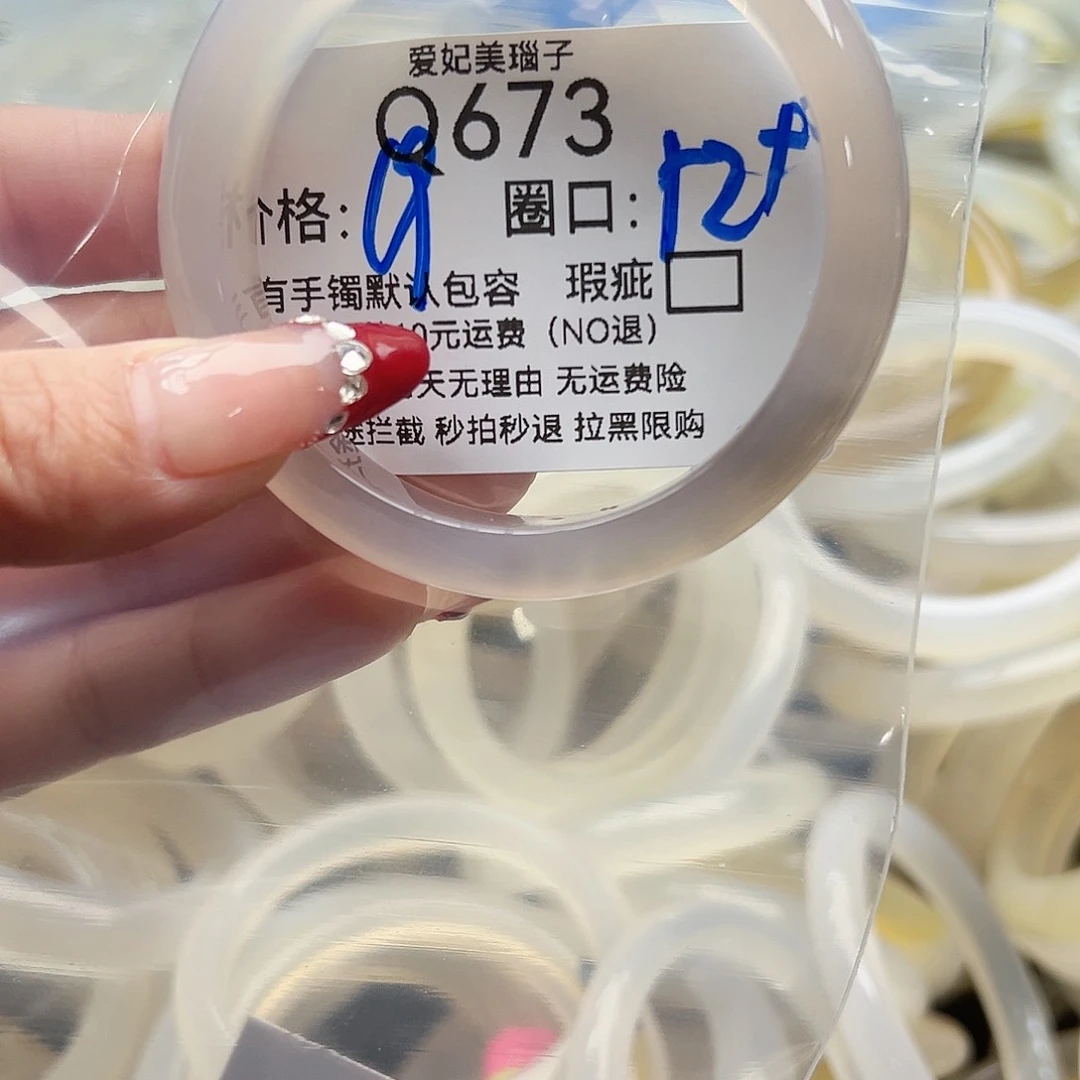 爱妃美瑙子
Q673
价格: 9 圈口:
有手镯默认包容 瑕疵
10元运费（NO退）
天无理由 无运费险
途拦截 秒拍秒退 拉黑限购